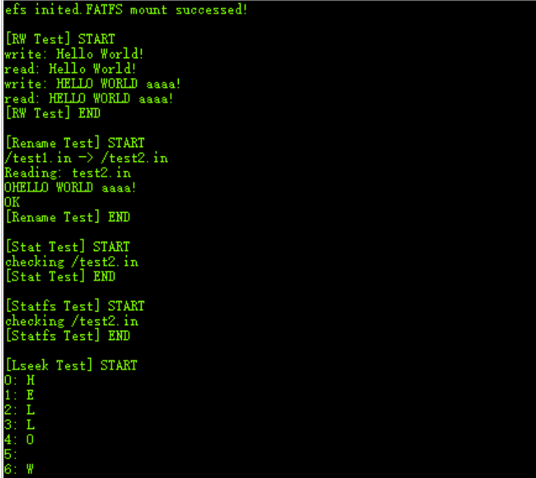 efs inited.FATFS mount successed!
[RW Test] START
write: Hello World!
read: Hello World!
write: HELLO WORLD aaaa!
read: HELLO WORLD aaaa!
[RW Test] END
[Rename Test] START
/test1.in -> /test2.in
Reading: test2.in
OHELLO WORLD aaaa!
OK
[Rename Test] END
[Stat Test] START
checking /test2.in
[Stat Test] END
[Statfs Test] START
checking /test2.in
[Statfs Test] END
[Lseek Test] START
0: H
1: E
2: L
3: L
4: O
5:
6: W